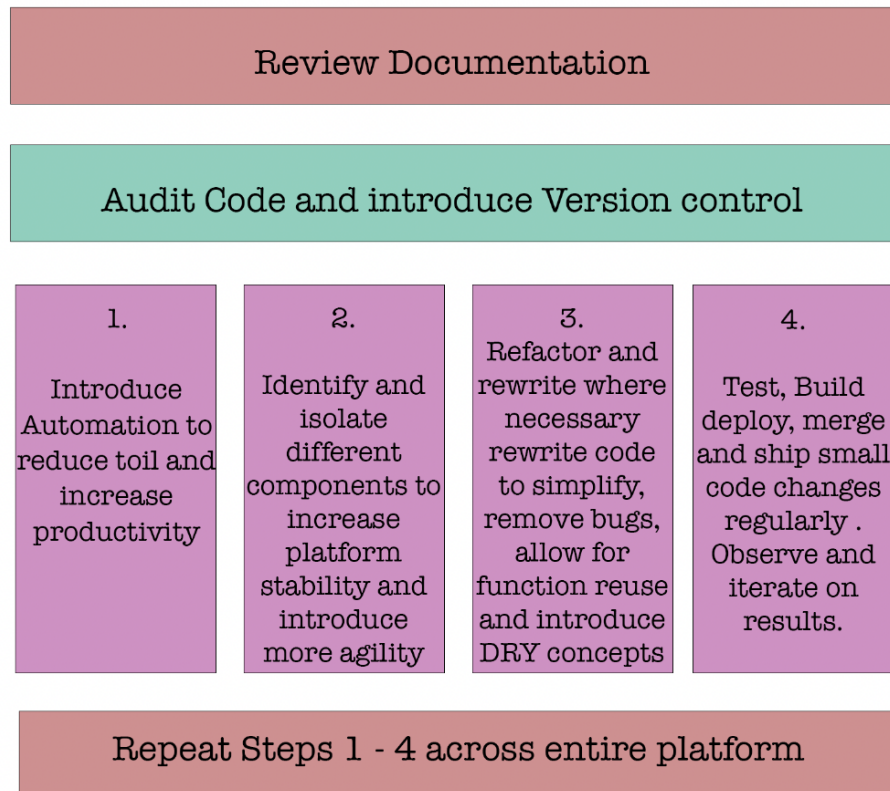 Review Documentation
Audit Code and introduce Version control
1.
Introduce
Automation to
reduce toil and
increase
productivity
2.
Identify and
isolate
different
components to
increase
platform
stability and
introduce
more agility
3.
Refactor and
rewrite where
necessary
rewrite code
to simplify,
remove bugs,
allow for
function reuse
and introduce
DRY concepts
4.
Test, Build
deploy, merge
and ship small
code changes
regularly .
Observe and
iterate on
results.
Repeat Steps 1 - 4 across entire platform